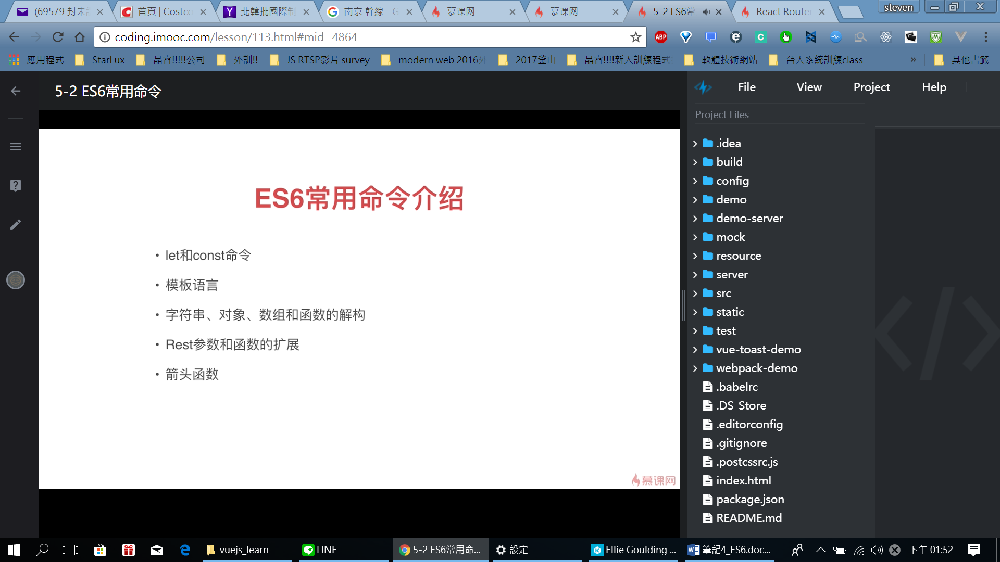 (69579 封未讀
首頁 | Costco
北韓批國際制
南京 幹線 - G
慕课网
慕课网
5-2 ES6常
React Router
steven
coding.imooc.com/lesson/113.html#mid=4864
ABP
應用程式
StarLux
晶睿!!!!!公司
外訓!!
JS RTSP影片 survey
modern web 2016外
2017釜山
晶睿!!!!新人訓練程式
軟體技術網站
台大系統訓練class
»
其他書籤
5-2 ES6常用命令
File View Project Help
Project Files
ES6常用命令介绍
• let和const命令
• 模板语言
• 字符串、对象、数组和函数的解构
• Rest参数和函数的扩展
• 箭头函数
慕课网
.idea
build
config
demo
demo-server
mock
resource
server
src
static
test
vue-toast-demo
webpack-demo
.babelrc
.DS_Store
.editorconfig
.gitignore
.postcssrc.js
index.html
package.json
README.md
vuejs_learn
LINE
5-2 ES6常用命...
設定
Ellie Goulding ...
筆記4_ES6.doc...
下午 01:52